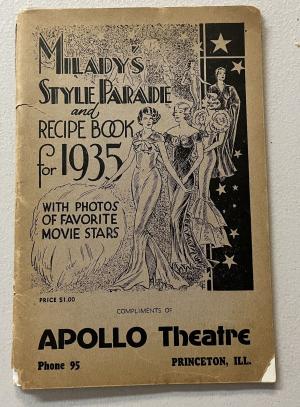 MILADY'S
STYLE PARADE
and
RECIPE BOOK
for 1935
WITH PHOTOS
OF FAVORITE
MOVIE STARS
PRICE $1.00
COMPLIMENTS OF
APOLLO Theatre
Phone 95 PRINCETON, ILL.